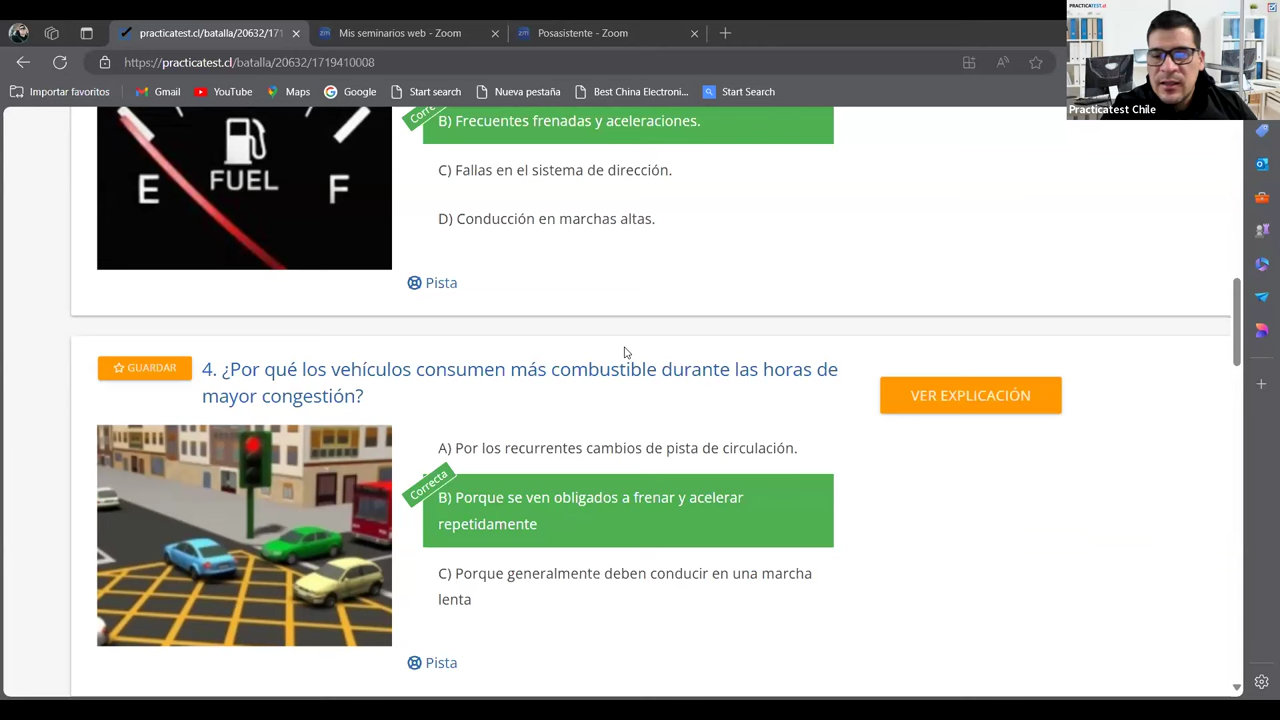 practicatest.cl/batalla/20632/171
Mis seminarios web - Zoom
Posasistente - Zoom
https://practicatest.cl/batalla/20632/1719410008
Importar favoritos
Gmail
YouTube
Maps
Google
Start search
Nueva pestaña
Best China Electroni...
Start Search
PRACTICATEST.cl
Practicatest Chile
E FUEL F
Corre
B) Frecuentes frenadas y aceleraciones.
C) Fallas en el sistema de dirección.
D) Conducción en marchas altas.
Pista
GUARDAR
4. ¿Por qué los vehículos consumen más combustible durante las horas de
mayor congestión?
VER EXPLICACIÓN
A) Por los recurrentes cambios de pista de circulación.
Correcta
B) Porque se ven obligados a frenar y acelerar
repetidamente
C) Porque generalmente deben conducir en una marcha
lenta
Pista